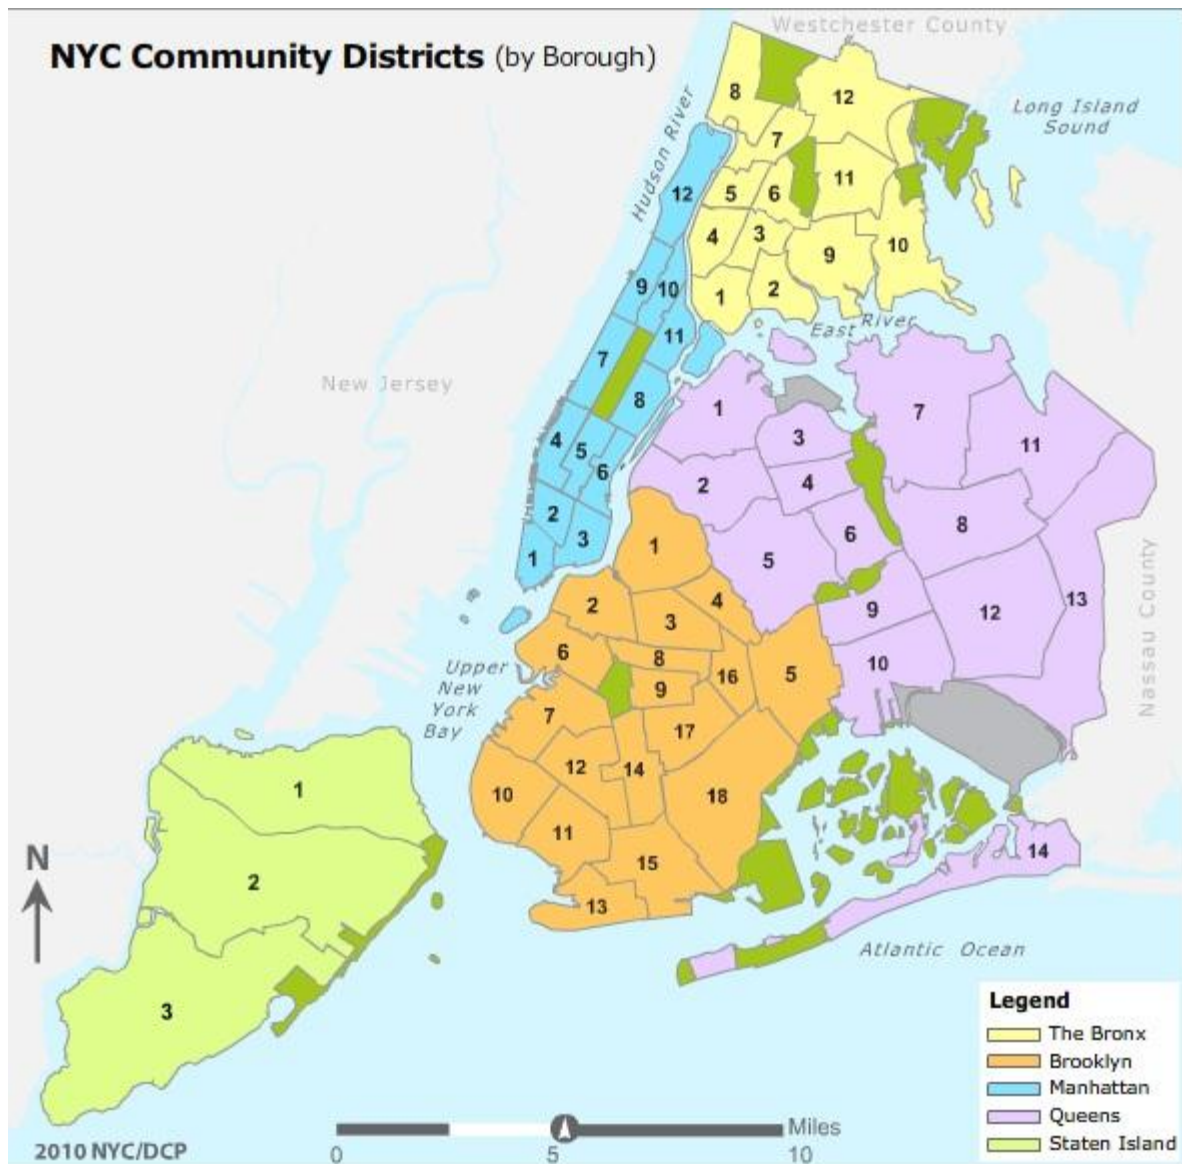 NYC Community Districts (by Borough)
Westchester County
Long Island
Sound
Hudson River
New Jersey
East River
Nassau County
Upper
New
York
Bay
Atlantic Ocean
8
12
7
11
5
6
4
3
10
9
1
2
12
9
10
11
7
8
4
5
6
2
3
1
1
3
7
11
2
4
8
6
5
9
12
13
10
14
1
2
4
3
6
8
16
5
9
7
17
12
14
10
18
11
15
13
1
2
3
N
Legend
The Bronx
Brooklyn
Manhattan
Queens
Staten Island
Miles
0 5 10
2010 NYC/DCP